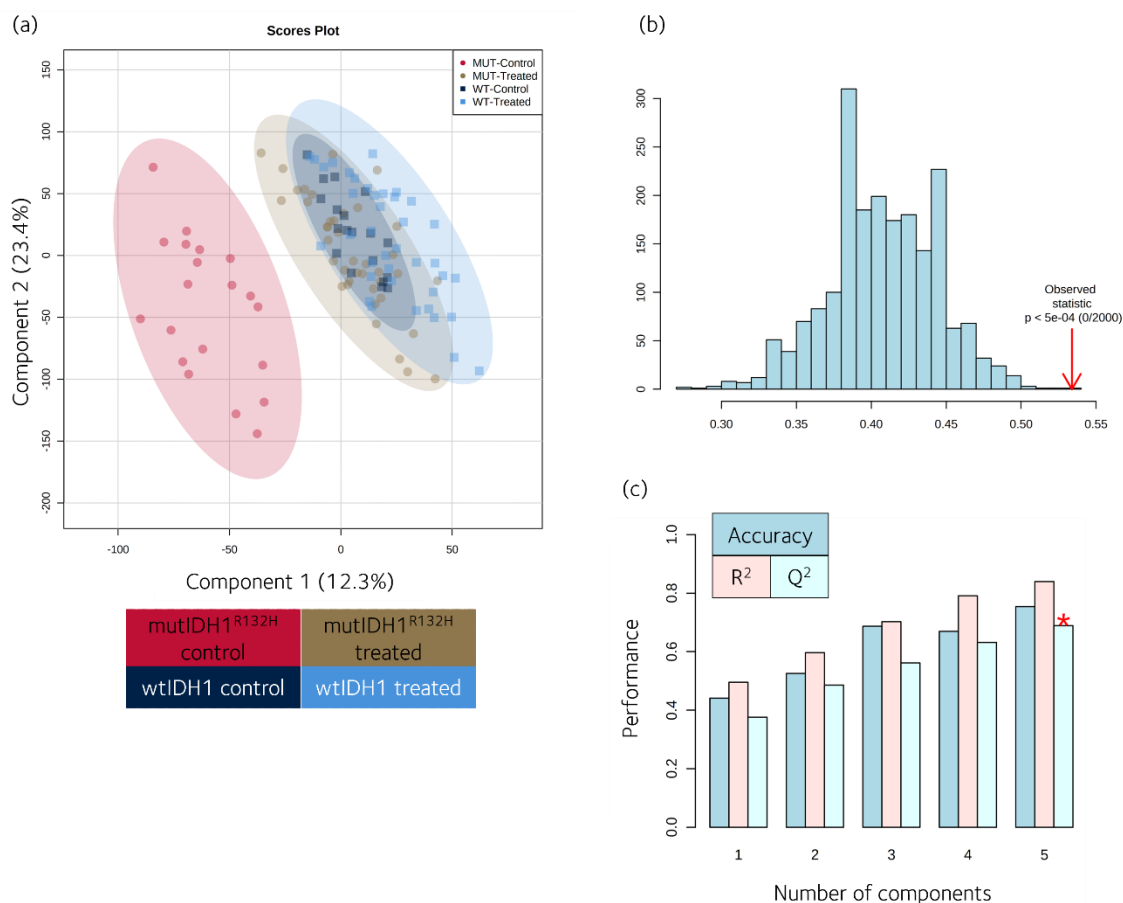 (a)
Scores Plot
MUT-Control
MUT-Treated
WT-Control
WT-Treated
150
100
50
0
-50
-100
-150
-200
Component 2 (23.4%)
-100
-50
0
50
Component 1 (12.3%)
mutIDH1R132H
control
mutIDH1R132H
treated
wtIDH1 control
wtIDH1 treated
(b)
300
250
200
150
100
50
0
Observed
statistic
p < 5e-04 (0/2000)
0.30
0.35
0.40
0.45
0.50
0.55
(c)
Accuracy
R2
Q2
1.0
0.8
0.6
0.4
0.2
0.0
Performance
*
1
2
3
4
5
Number of components